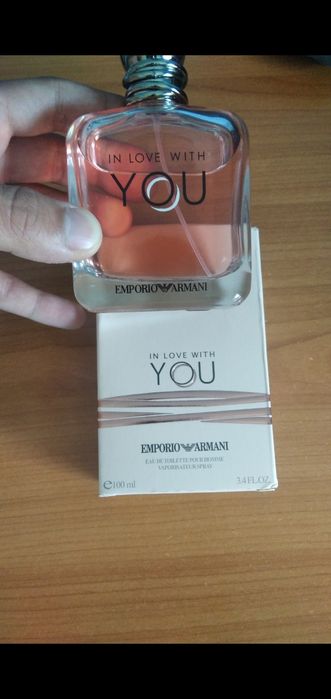 IN LOVE WITH
YOU
EMPORIO ARMANI
IN LOVE WITH
YOU
EMPORIO ARMANI
EAU DE TOILETTE POUR HOMME
VAPORISATEUR SPRAY
e100 ml 3.4 FL.OZ.